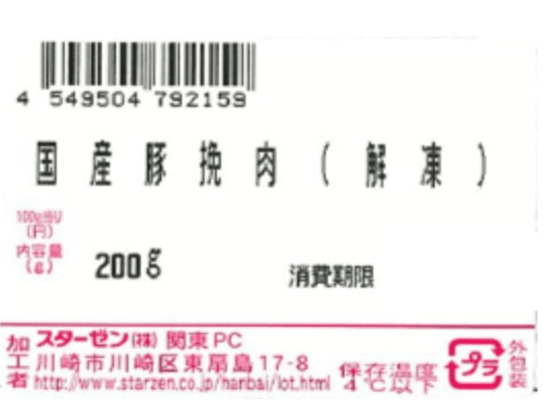 4 549504 792159
国産豚挽肉(解凍)
100g当り
(円)
内容量
(g)
200g
消費期限
加工者
スターゼン(株) 関東PC
川崎市川崎区東扇島17-8
http://www.starzen.co.jp/hanbai/lot.html
保存温度
4℃以下
プラ
外包装